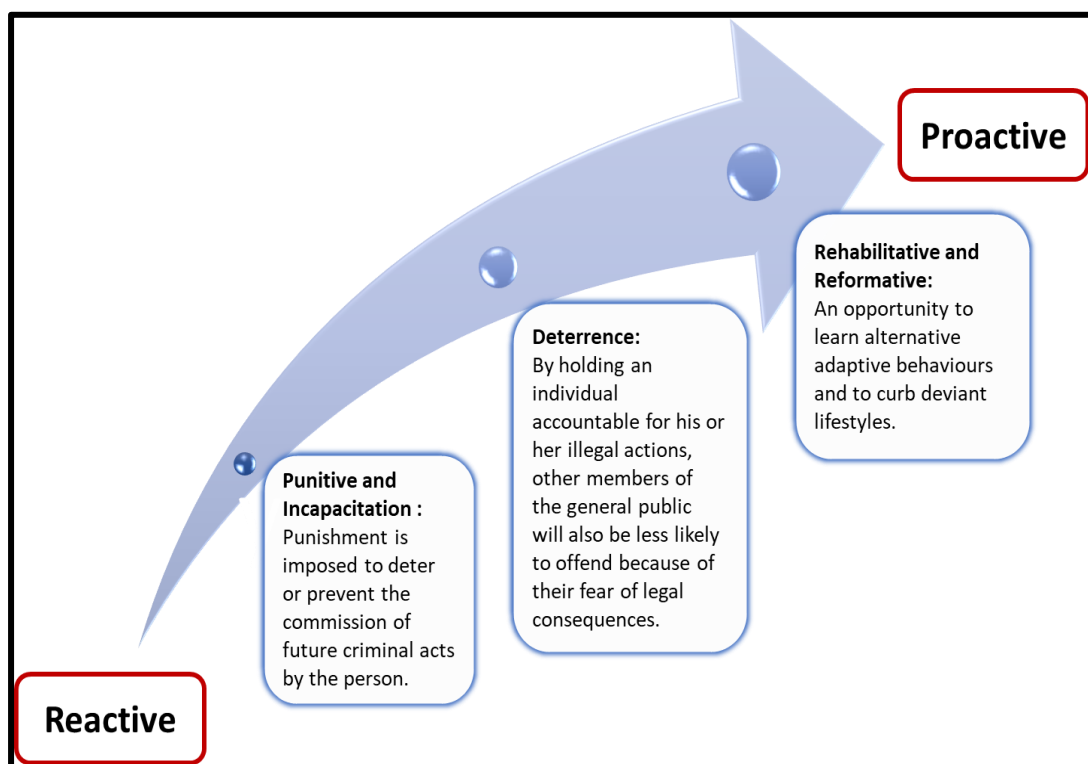 Proactive
Rehabilitative and
Reformative:
An opportunity to
learn alternative
adaptive behaviours
and to curb deviant
lifestyles.
Deterrence:
By holding an
individual
accountable for his or
her illegal actions,
other members of
the general public
will also be less likely
to offend because of
their fear of legal
consequences.
Punitive and
Incapacitation :
Punishment is
imposed to deter
or prevent the
commission of
future criminal acts
by the person.
Reactive